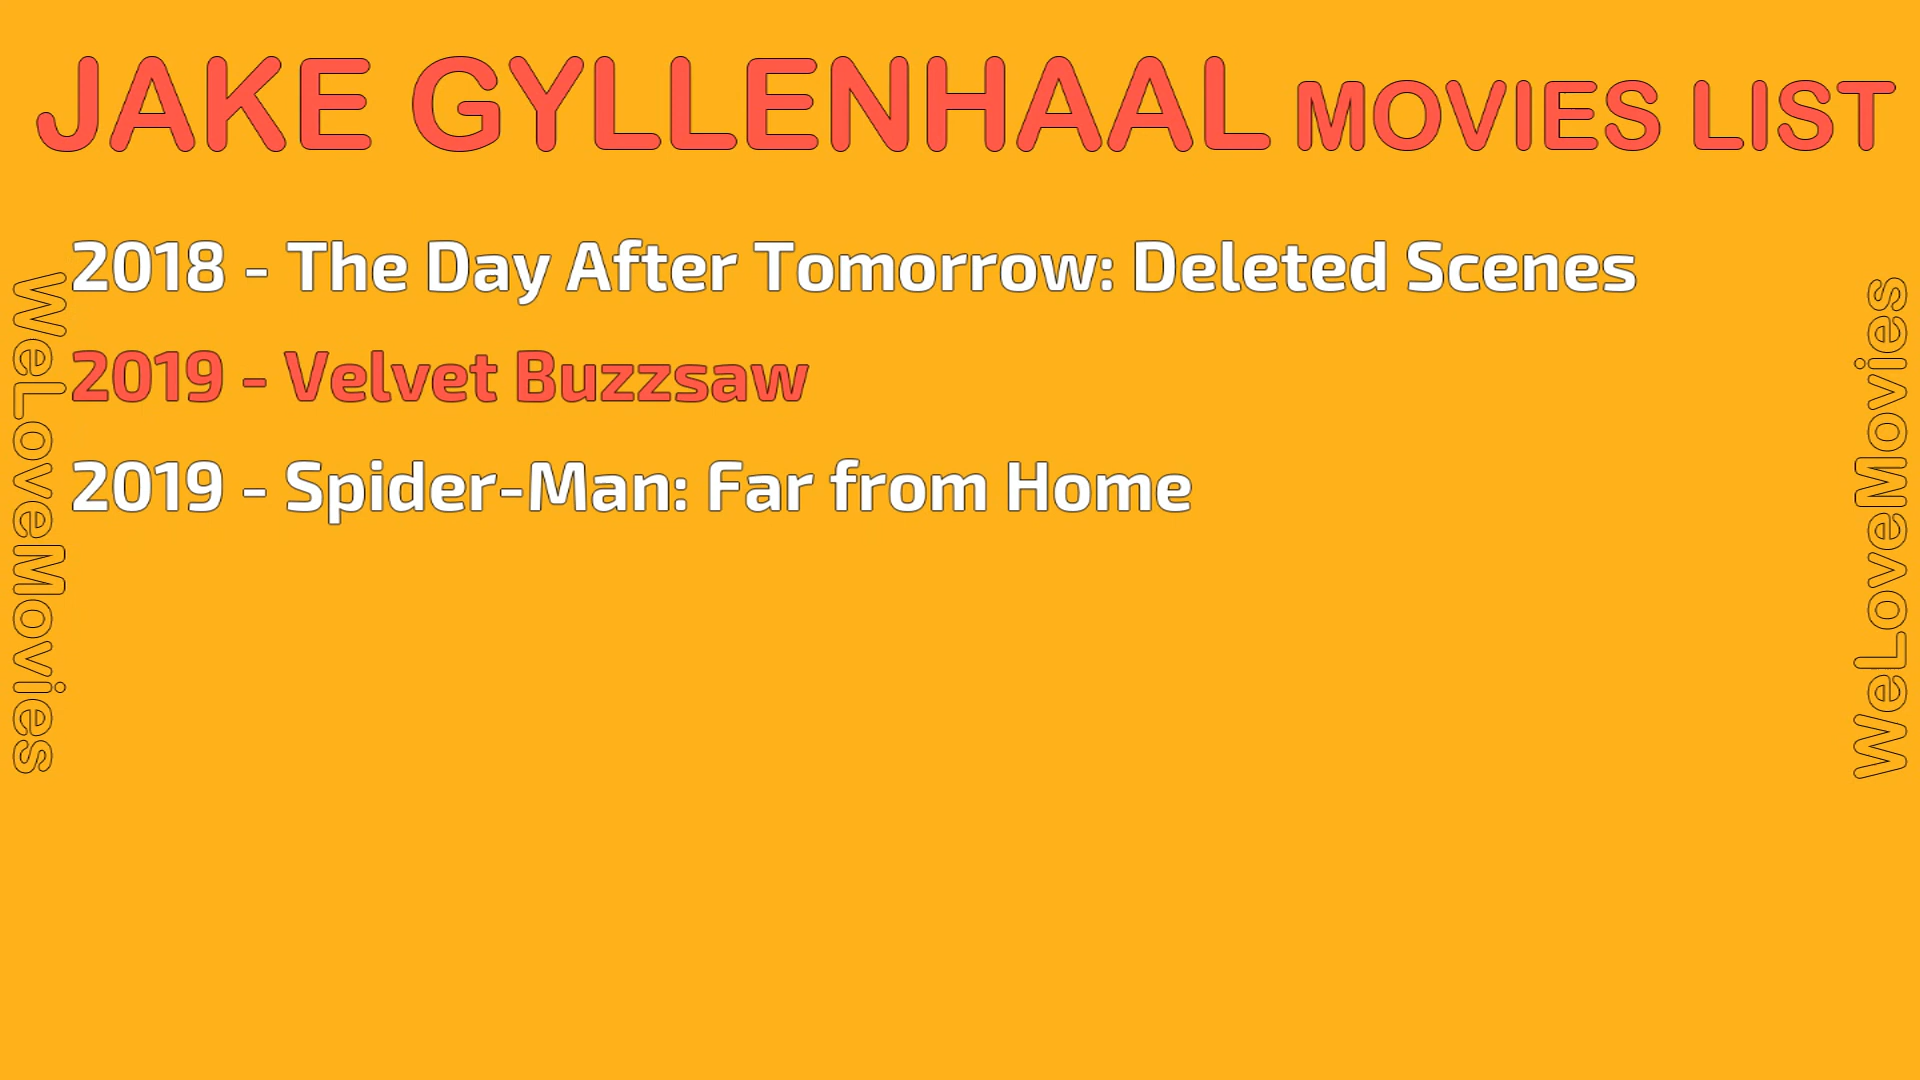 JAKE GYLLENHAAL MOVIES LIST
2018 - The Day After Tomorrow: Deleted Scenes
2019 - Velvet Buzzsaw
2019 - Spider-Man: Far from Home
WeLoveMovies
WeLoveMovies